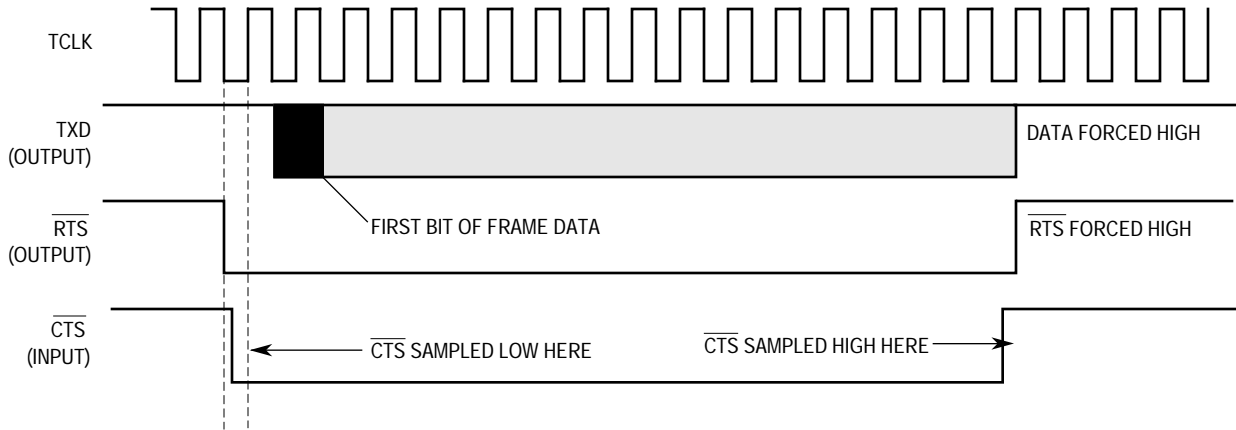 TCLK
TXD
(OUTPUT)
DATA FORCED HIGH
FIRST BIT OF FRAME DATA
RTS
(OUTPUT)
RTS FORCED HIGH
CTS
(INPUT)
CTS SAMPLED LOW HERE
CTS SAMPLED HIGH HERE